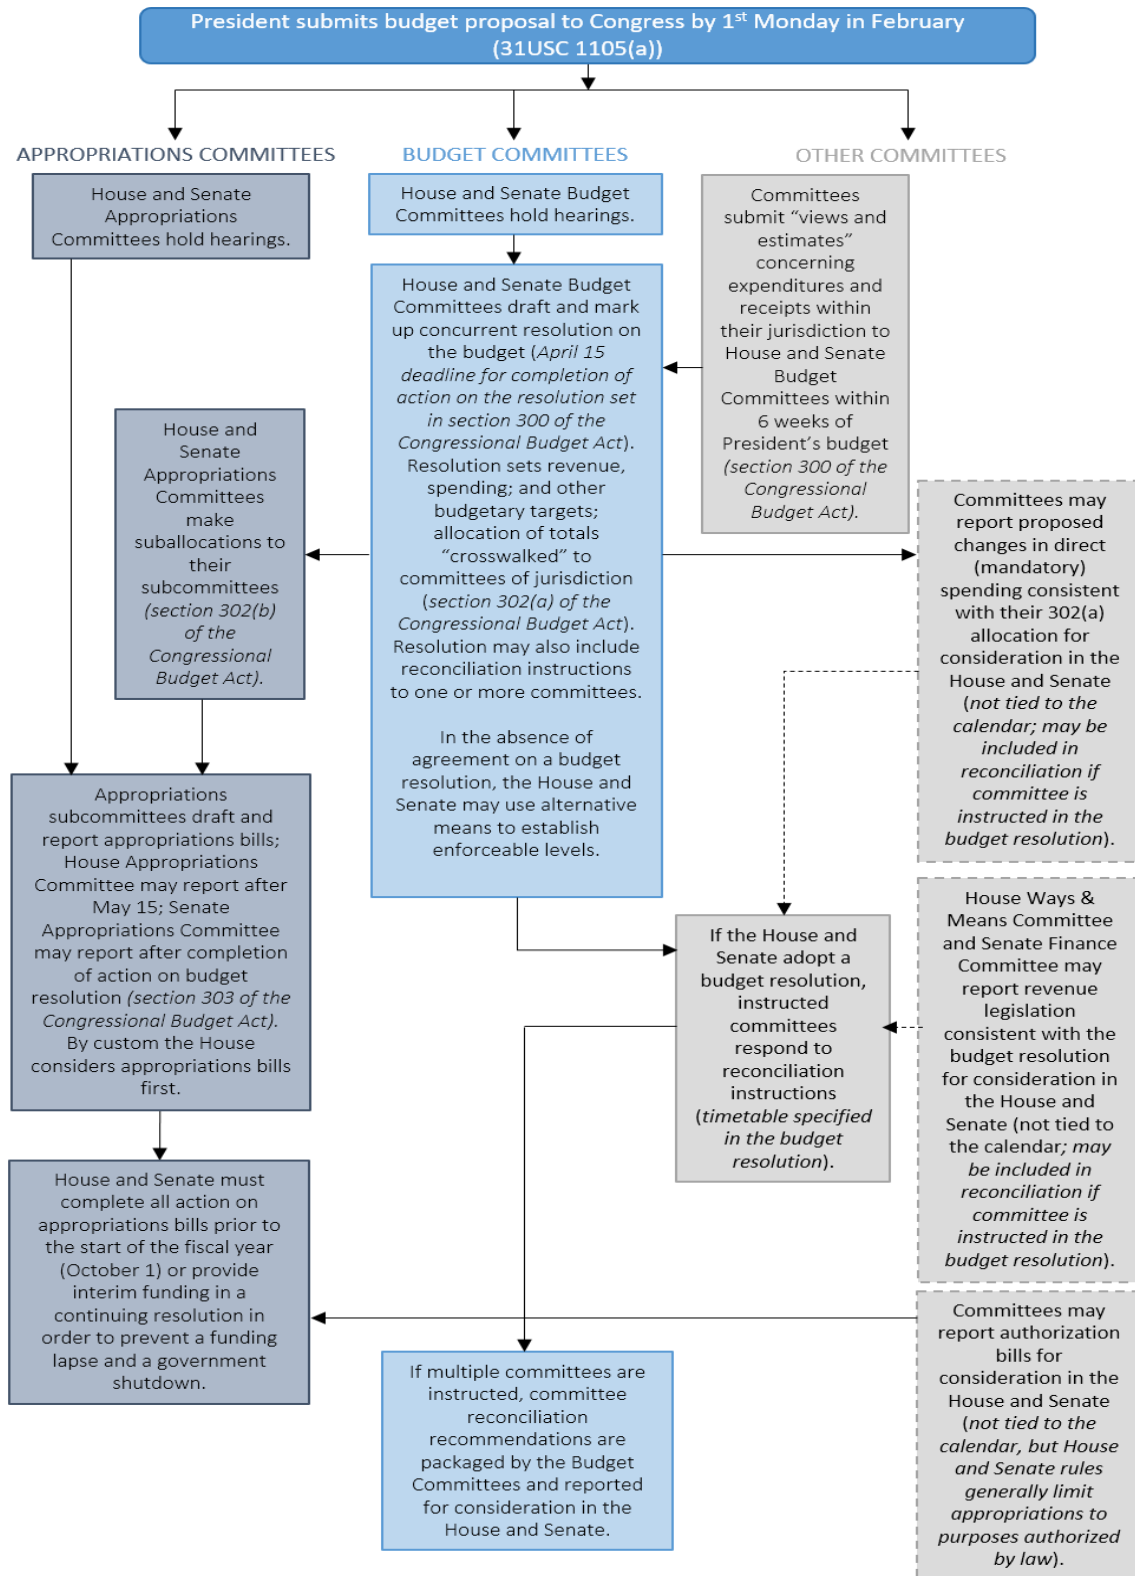 President submits budget proposal to Congress by 1st Monday in February
(31USC 1105(a))
APPROPRIATIONS COMMITTEES
House and Senate
Appropriations
Committees hold hearings.
House and
Senate
Appropriations
Committees
make
suballocations to
their
subcommittees
(section 302(b)
of the
Congressional
Budget Act).
Appropriations
subcommittees draft and
report appropriations bills;
House Appropriations
Committee may report after
May 15; Senate
Appropriations Committee
may report after completion
of action on budget
resolution (section 303 of the
Congressional Budget Act).
By custom the House
considers appropriations bills
first.
House and Senate must
complete all action on
appropriations bills prior to
the start of the fiscal year
(October 1) or provide
interim funding in a
continuing resolution in
order to prevent a funding
lapse and a government
shutdown.
BUDGET COMMITTEES
House and Senate Budget
Committees hold hearings.
House and Senate Budget
Committees draft and mark
up concurrent resolution on
the budget (April 15
deadline for completion of
action on the resolution set
in section 300 of the
Congressional Budget Act).
Resolution sets revenue,
spending; and other
budgetary targets;
allocation of totals
“crosswalked” to
committees of jurisdiction
(section 302(a) of the
Congressional Budget Act).
Resolution may also include
reconciliation instructions
to one or more committees.
In the absence of
agreement on a budget
resolution, the House and
Senate may use alternative
means to establish
enforceable levels.
If multiple committees are
instructed, committee
reconciliation
recommendations are
packaged by the Budget
Committees and reported
for consideration in the
House and Senate.
OTHER COMMITTEES
Committees
submit “views and
estimates”
concerning
expenditures and
receipts within
their jurisdiction to
House and Senate
Budget
Committees within
6 weeks of
President’s budget
(section 300 of the
Congressional
Budget Act).
If the House and
Senate adopt a
budget resolution,
instructed
committees
respond to
reconciliation
instructions
(timetable specified
in the budget
resolution).
Committees may
report proposed
changes in direct
(mandatory)
spending consistent
with their 302(a)
allocation for
consideration in the
House and Senate
(not tied to the
calendar; may be
included in
reconciliation if
committee is
instructed in the
budget resolution).
House Ways &
Means Committee
and Senate Finance
Committee may
report revenue
legislation
consistent with the
budget resolution
for consideration in
the House and
Senate (not tied to
the calendar; may
be included in
reconciliation if
committee is
instructed in the
budget resolution).
Committees may
report authorization
bills for
consideration in the
House and Senate
(not tied to the
calendar, but House
and Senate rules
generally limit
appropriations to
purposes authorized
by law).